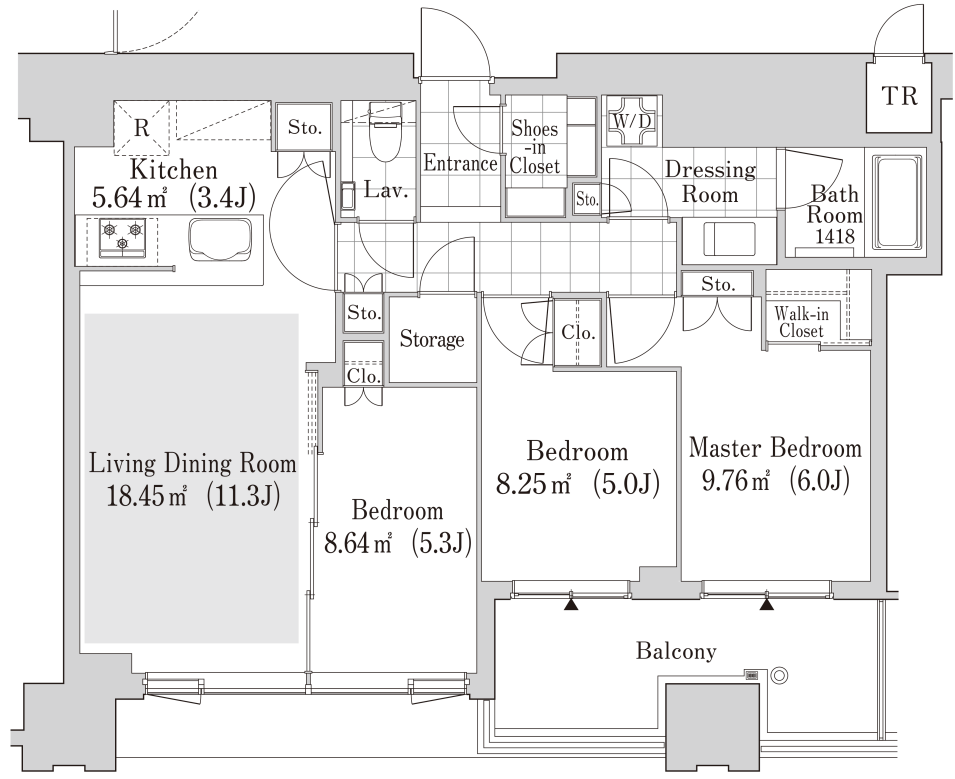 TR
R
Sto.
Kitchen
5.64㎡ (3.4J)
Lav.
Entrance
Shoes
-in
Closet
W/D
Sto.
Dressing
Room
Bath
Room
1418
Sto.
Clo.
Storage
Clo.
Sto.
Walk-in
Closet
Living Dining Room
18.45㎡ (11.3J)
Bedroom
8.64㎡ (5.3J)
Bedroom
8.25㎡ (5.0J)
Master Bedroom
9.76㎡ (6.0J)
Balcony